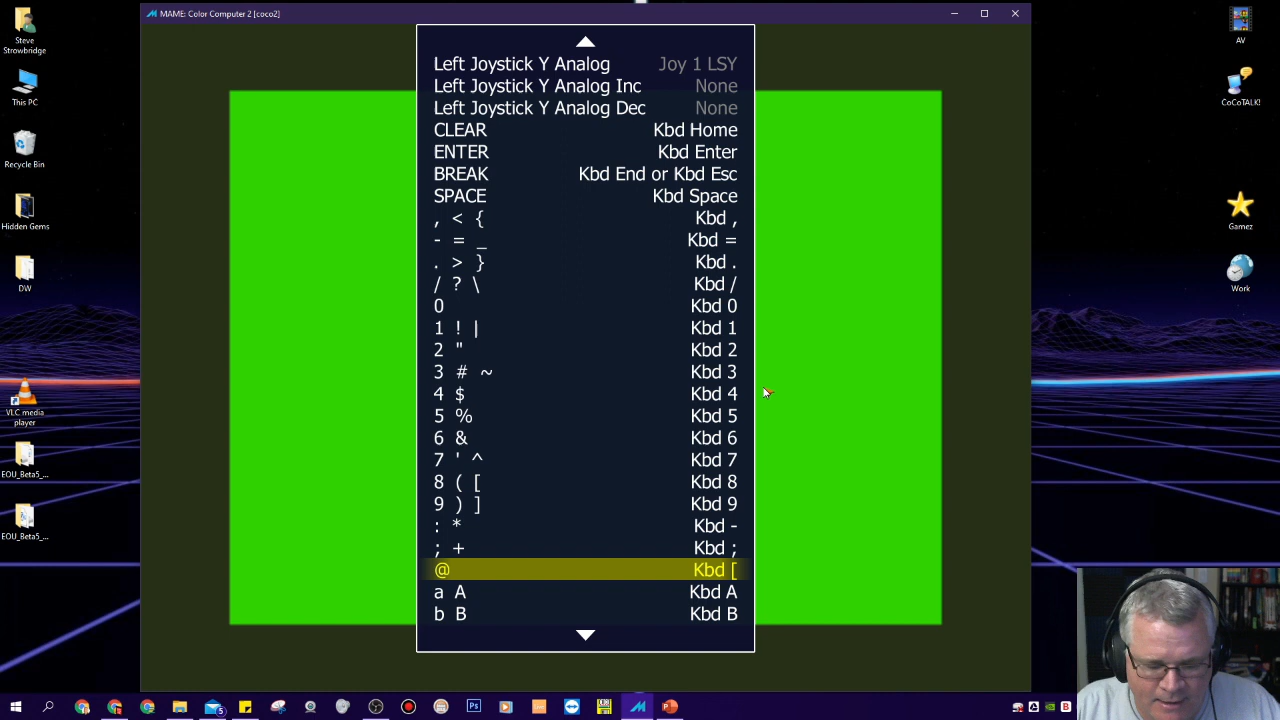 MAME: Color Computer 2 [coco2]
Steve
Strowbridge
This PC
Recycle Bin
Hidden Gems
DW
VLC media
player
EOU_Beta5_...
EOU_Beta5_...
Left Joystick Y Analog Joy 1 LSY
Left Joystick Y Analog Inc None
Left Joystick Y Analog Dec None
CLEAR Kbd Home
ENTER Kbd Enter
BREAK Kbd End or Kbd Esc
SPACE Kbd Space
, < { Kbd ,
- = _ Kbd =
. > } Kbd .
/ ? \ Kbd /
0 Kbd 0
1 ! | Kbd 1
2 " Kbd 2
3 # ~ Kbd 3
4 $ Kbd 4
5 % Kbd 5
6 & Kbd 6
7 ' ^ Kbd 7
8 ( [ Kbd 8
9 ) ] Kbd 9
: * Kbd -
; + Kbd ;
@ Kbd [
a A Kbd A
b B Kbd B
AV
CoCoTALK!
Gamez
Work
5
Ps